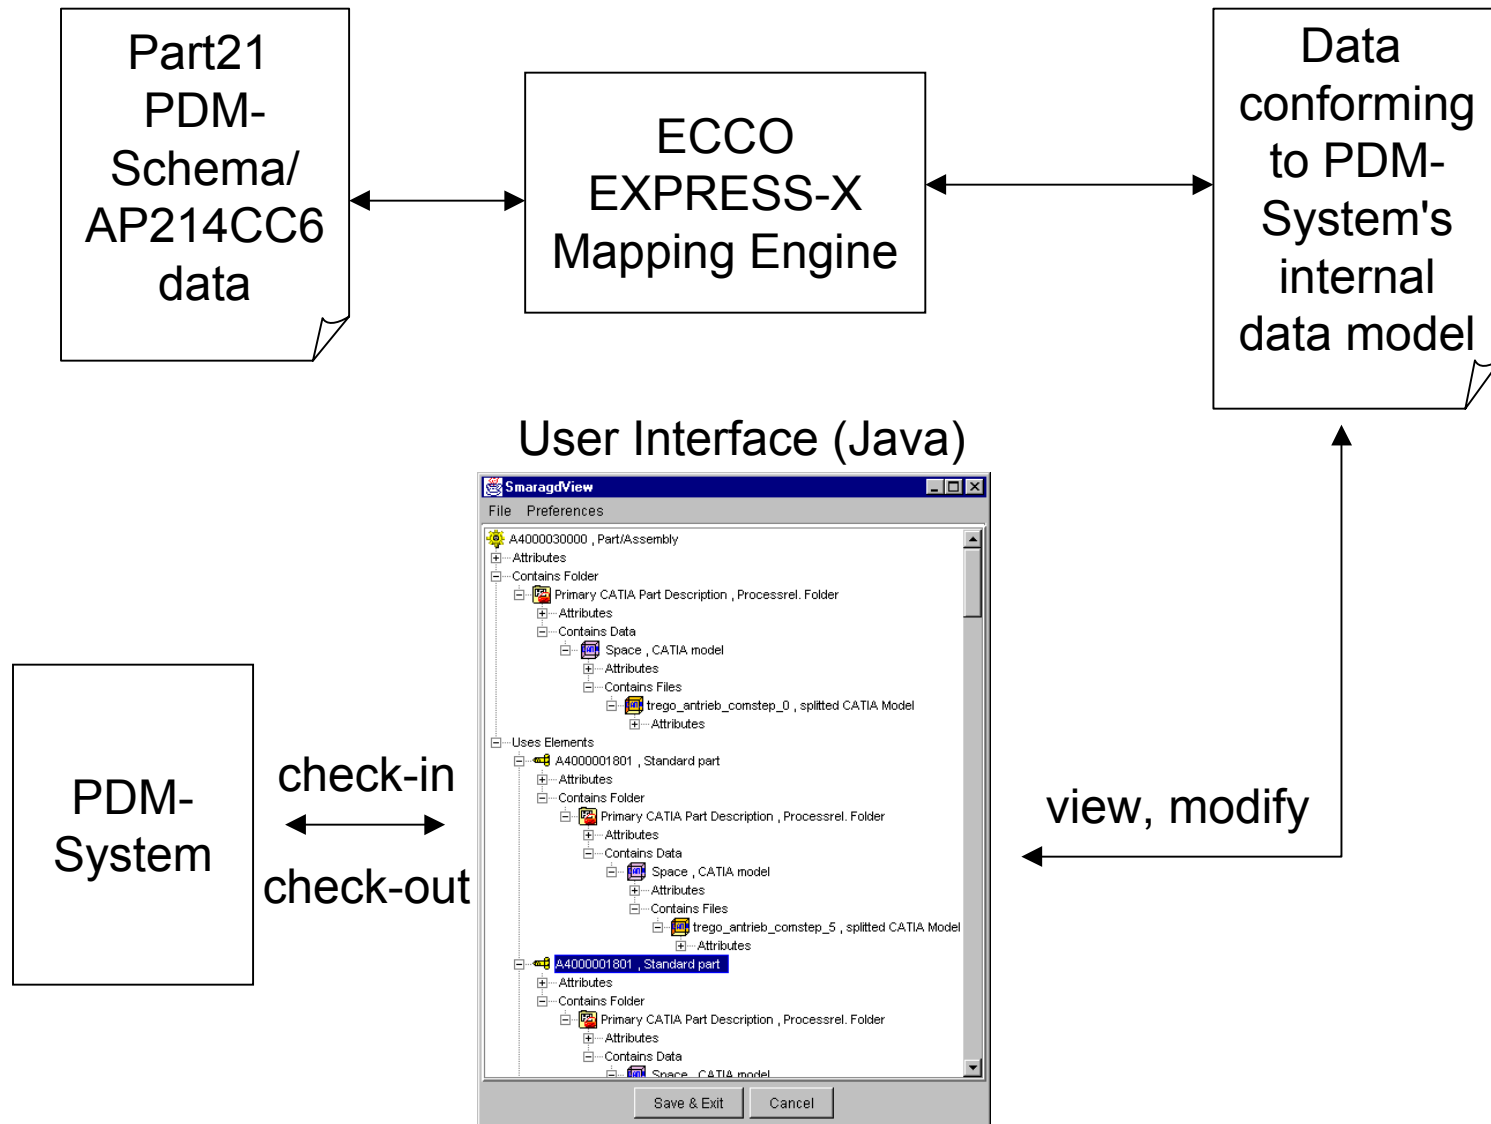 Part21
PDM-
Schema/
AP214CC6
data
ECCO
EXPRESS-X
Mapping Engine
Data
conforming
to PDM-
System's
internal
data model
User Interface (Java)
SmaragdView
File Preferences
A4000030000 , Part/Assembly
Attributes
Contains Folder
Primary CATIA Part Description , Processrel. Folder
Attributes
Contains Data
Space , CATIA model
Attributes
Contains Files
trego_antrieb_comstep_0 , splitted CATIA Model
Attributes
Uses Elements
A4000001801 , Standard part
Attributes
Contains Folder
Primary CATIA Part Description , Processrel. Folder
Attributes
Contains Data
Space , CATIA model
Attributes
Contains Files
trego_antrieb_comstep_5 , splitted CATIA Model
Attributes
A4000001801 , Standard part
Attributes
Contains Folder
Primary CATIA Part Description , Processrel. Folder
Attributes
Contains Data
Space , CATIA model
Save & Exit
Cancel
PDM-
System
check-in
check-out
view, modify